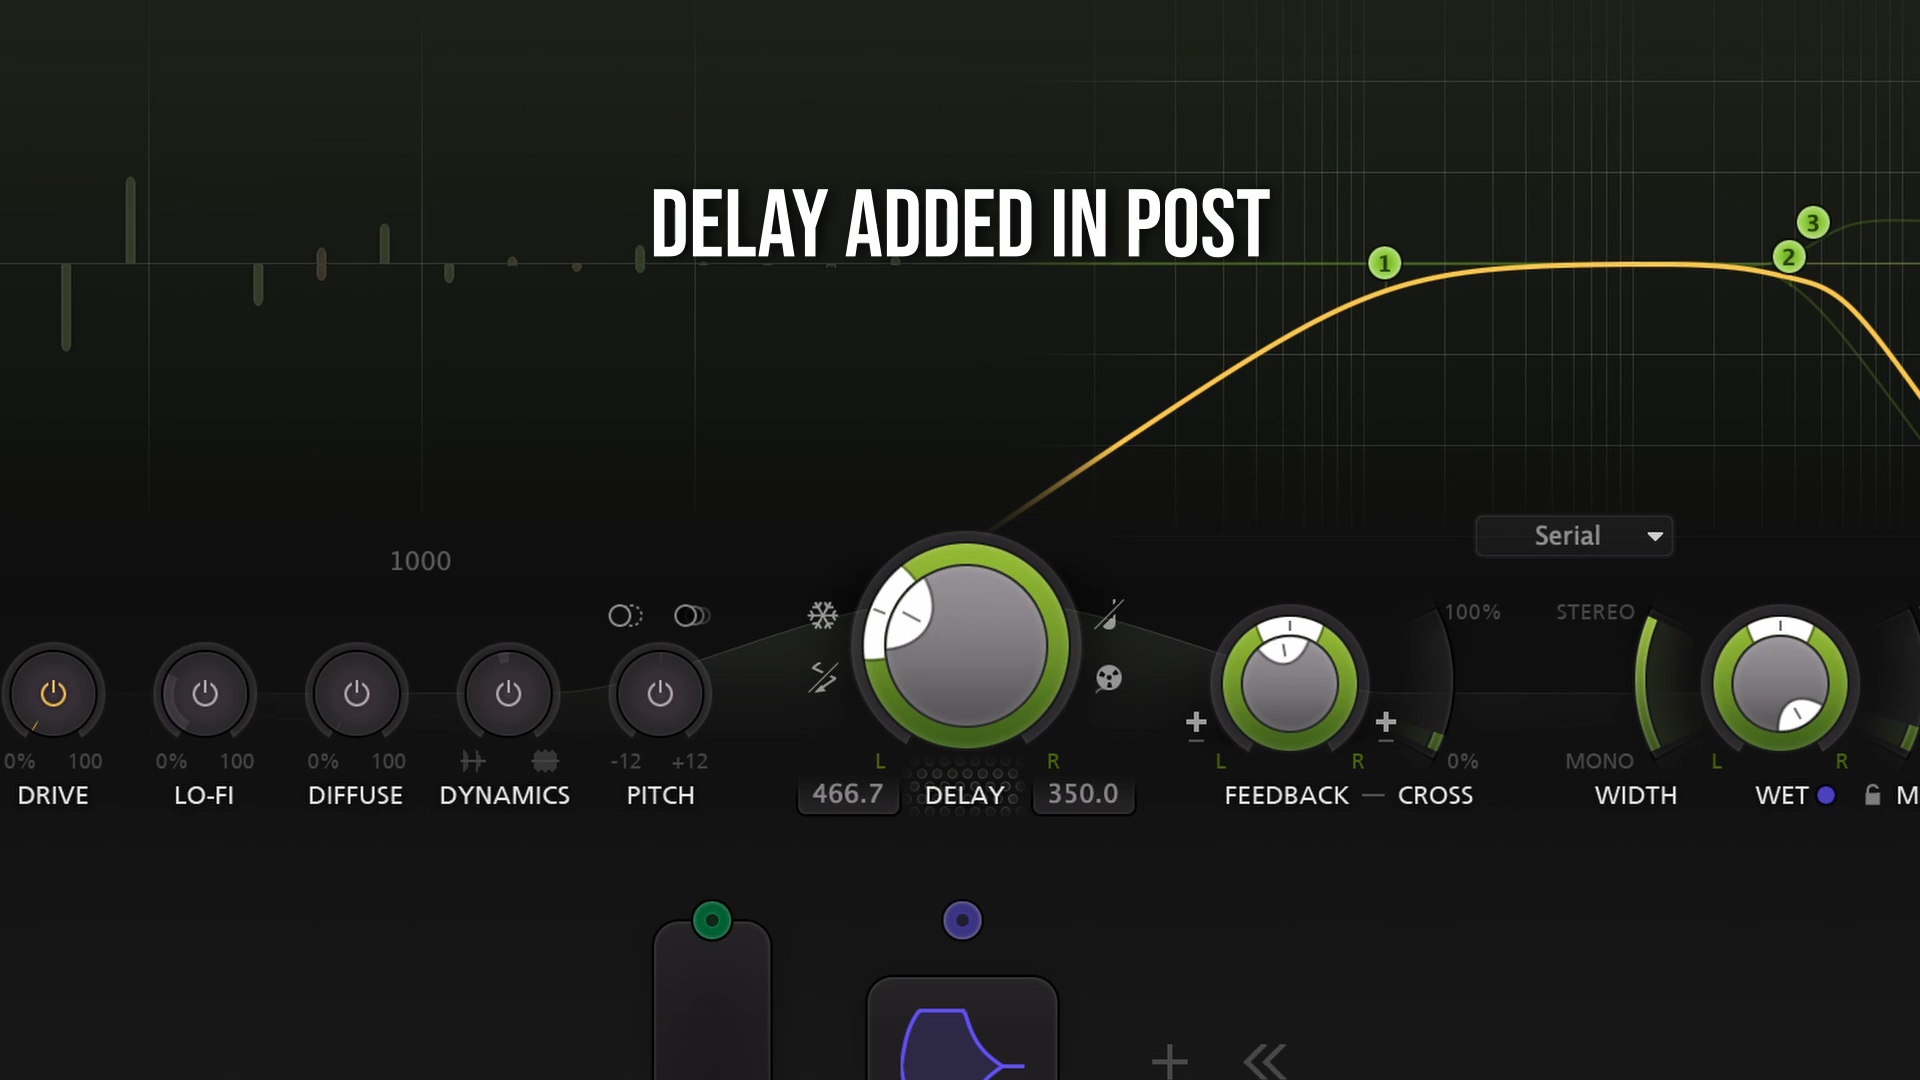 DELAY ADDED IN POST
1
2
3
Serial
1000
100%
STEREO
0% 100
0% 100
0% 100
-12 +12
L R
L R
0%
MONO
L R
DRIVE
LO-FI
DIFFUSE
DYNAMICS
PITCH
466.7
DELAY
350.0
FEEDBACK — CROSS
WIDTH
WET
M